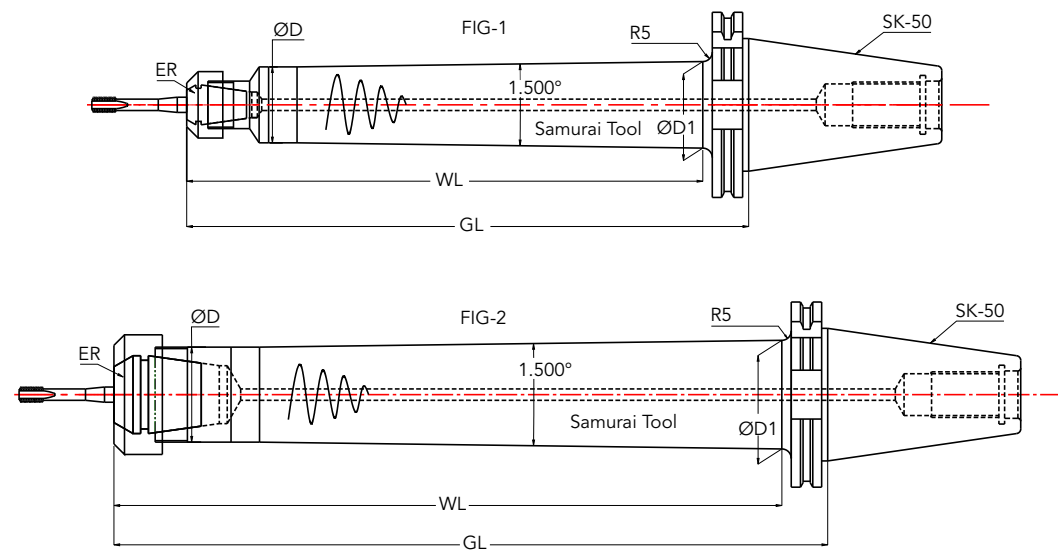 ØD
FIG-1
SK-50
R5
ER
1.500°
Samurai Tool
ØD1
WL
GL
ØD
FIG-2
R5
SK-50
ER
1.500°
Samurai Tool
ØD1
WL
GL